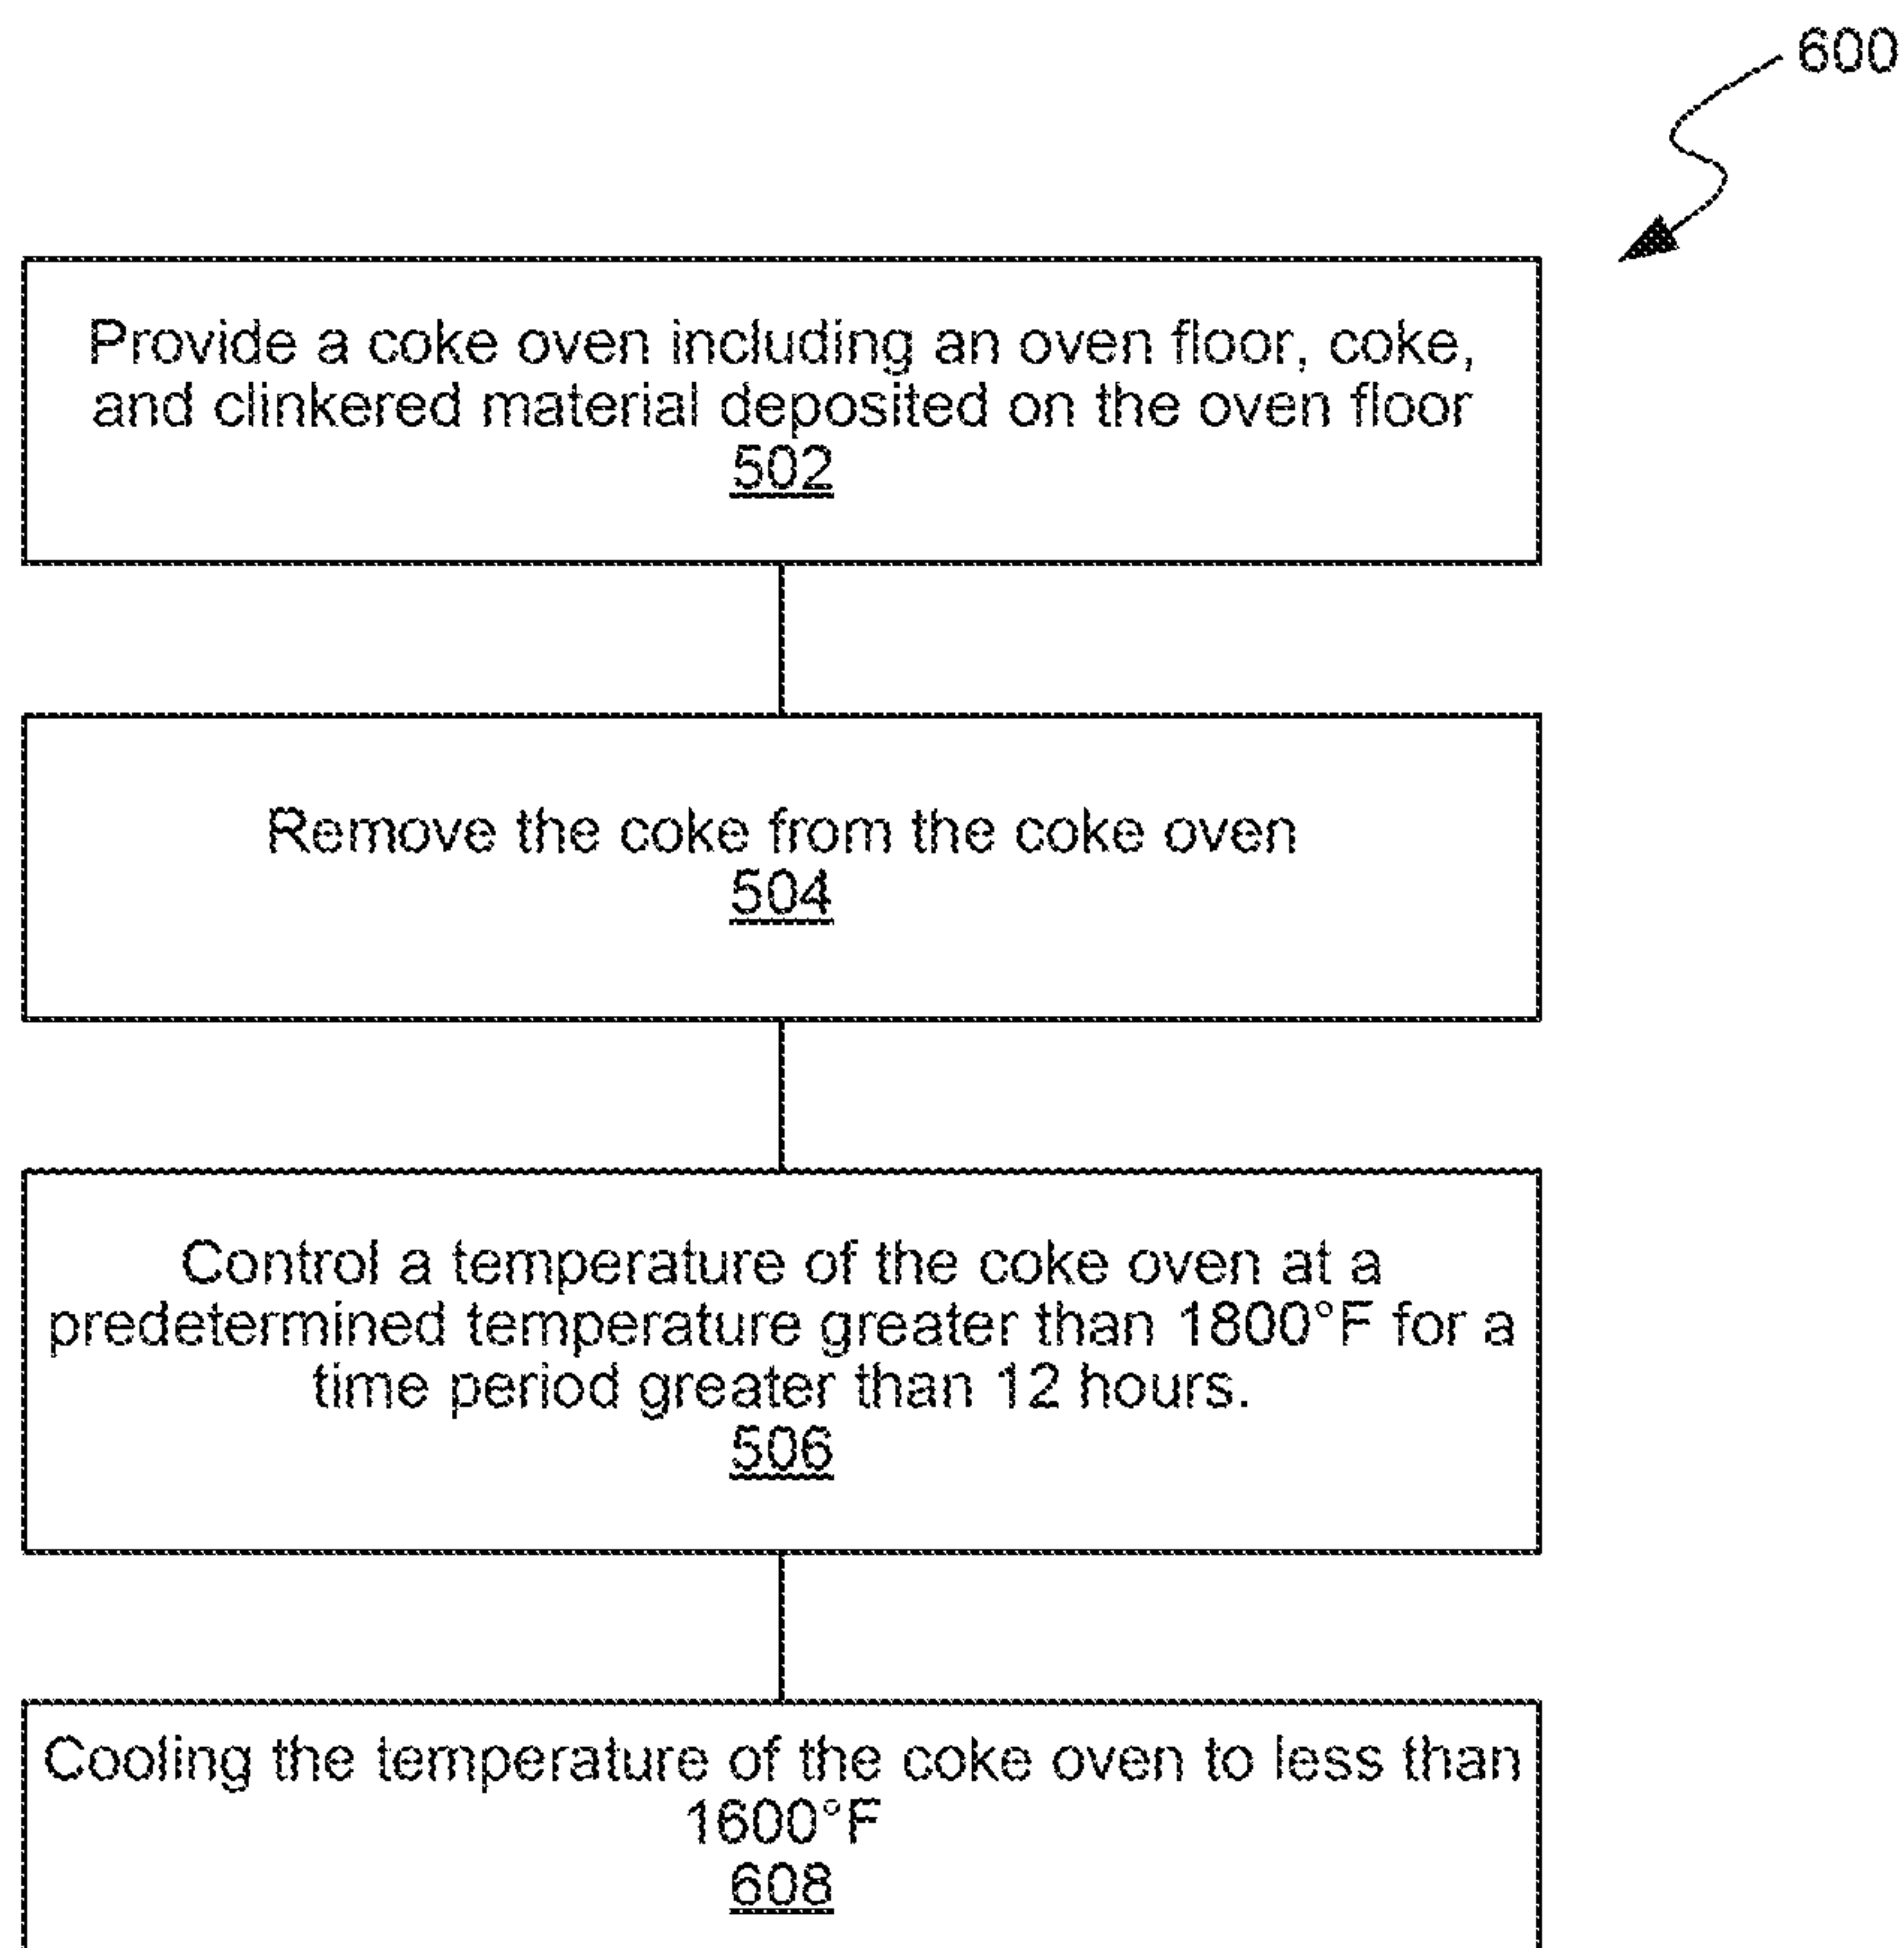 600
Provide a coke oven including an oven floor, coke,
and clinkered material deposited on the oven floor
502
Remove the coke from the coke oven
504
Control a temperature of the coke oven at a
predetermined temperature greater than 1800°F for a
time period greater than 12 hours.
506
Cooling the temperature of the coke oven to less than
1600°F
608